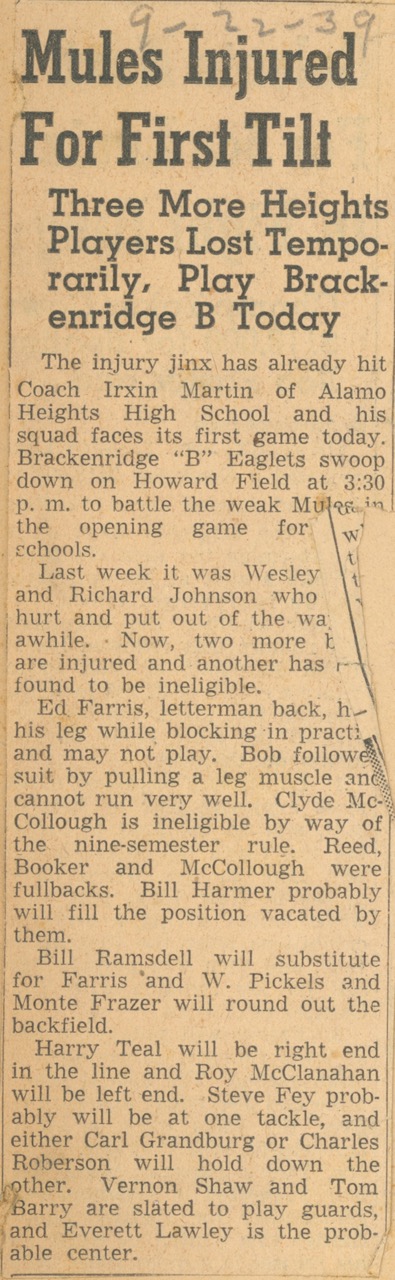 9-22-39
Mules Injured
For First Tilt
Three More Heights
Players Lost Tempo-
rarily, Play Brack-
enridge B Today
The injury jinx has already hit
Coach Irxin Martin of Alamo
Heights High School and his
squad faces its first game today.
Brackenridge "B" Eaglets swoop
down on Howard Field at 3:30
p. m. to battle the weak Mules in
the opening game for
schools.
Last week it was Wesley
and Richard Johnson who
hurt and put out of the wa
awhile. Now, two more b
are injured and another has
found to be ineligible.
Ed Farris, letterman back, h
his leg while blocking in practi
and may not play. Bob followe
suit by pulling a leg muscle and
cannot run very well. Clyde Mc-
Collough is ineligible by way of
the nine-semester rule. Reed,
Booker and McCollough were
fullbacks. Bill Harmer probably
will fill the position vacated by
them.
Bill Ramsdell will substitute
for Farris and W. Pickels and
Monte Frazer will round out the
backfield.
Harry Teal will be right end
in the line and Roy McClanahan
will be left end. Steve Fey prob-
ably will be at one tackle, and
either Carl Grandburg or Charles
Roberson will hold down the
other. Vernon Shaw and Tom
Barry are slated to play guards,
and Everett Lawley is the prob-
able center.